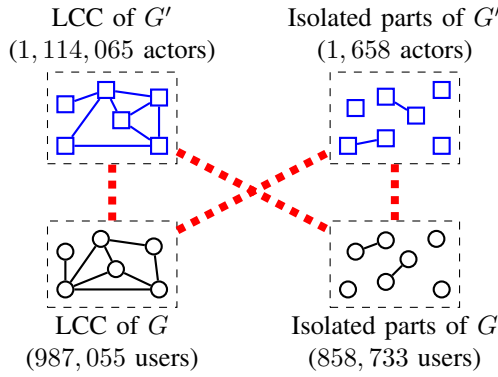 LCC of G′
(1, 114, 065 actors)
Isolated parts of G′
(1, 658 actors)
LCC of G
(987, 055 users)
Isolated parts of G
(858, 733 users)